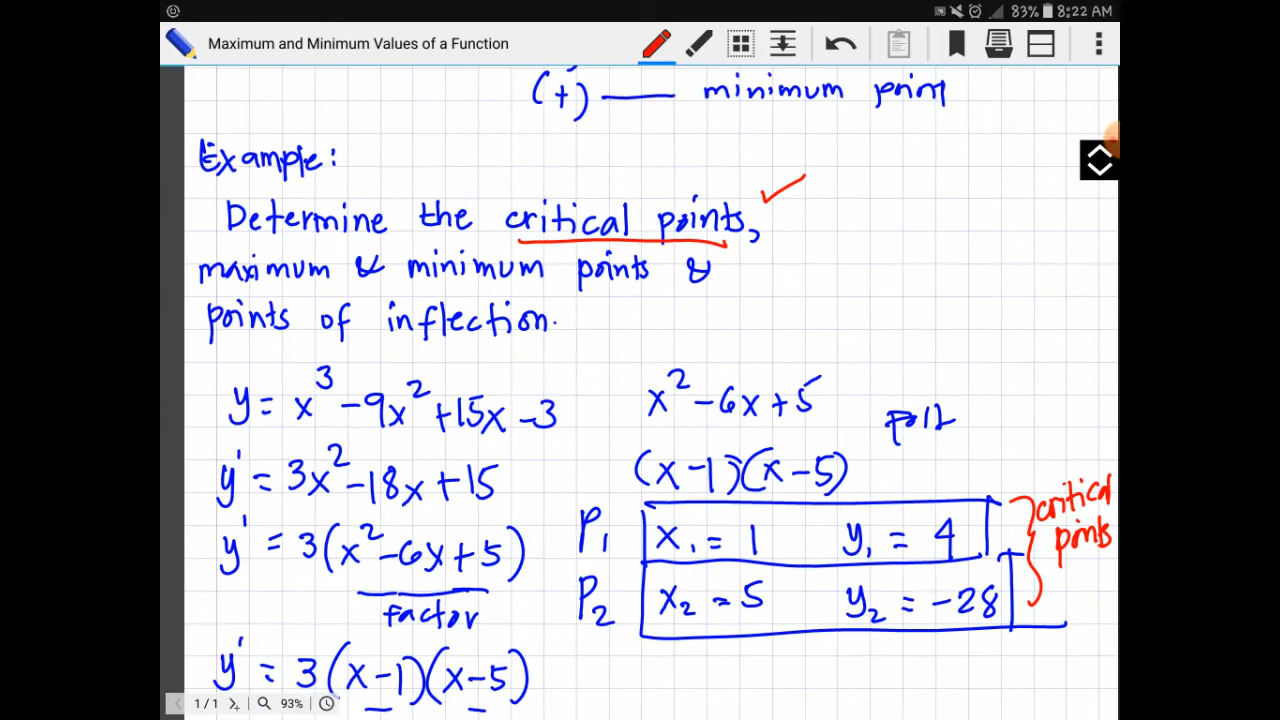 83% 8:22 AM
Maximum and Minimum Values of a Function
(+) — minimum point
Example:
Determine the critical points, ✓
maximum & minimum points &
points of inflection.
y = x³ - 9x² + 15x - 3
y' = 3x² - 18x + 15
y' = 3(x² - 6x + 5)
factor
y' = 3(x - 1)(x - 5)
x² - 6x + 5
(x - 1)(x - 5)
P₁ x₁ = 1 y₁ = 4
P₂ x₂ = 5 y₂ = -28
critical
points
1/1 93%